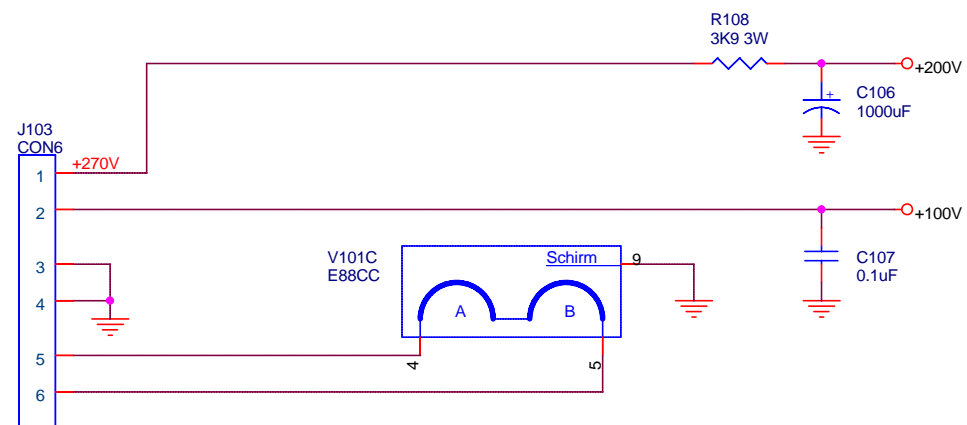 R108
3K9 3W
+200V
C106
1000uF
J103
CON6
+270V
1
2
+100V
V101C
E88CC
Schirm
9
C107
0.1uF
3
4
A
B
5
4
5
6
+